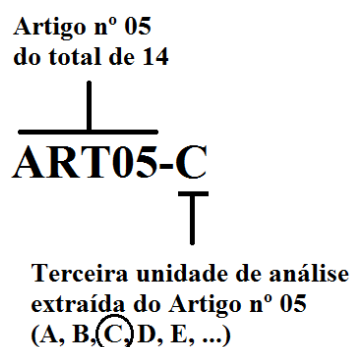 Artigo nº 05
do total de 14
ART05-C
Terceira unidade de análise
extraída do Artigo nº 05
(A, B, C, D, E, ...)